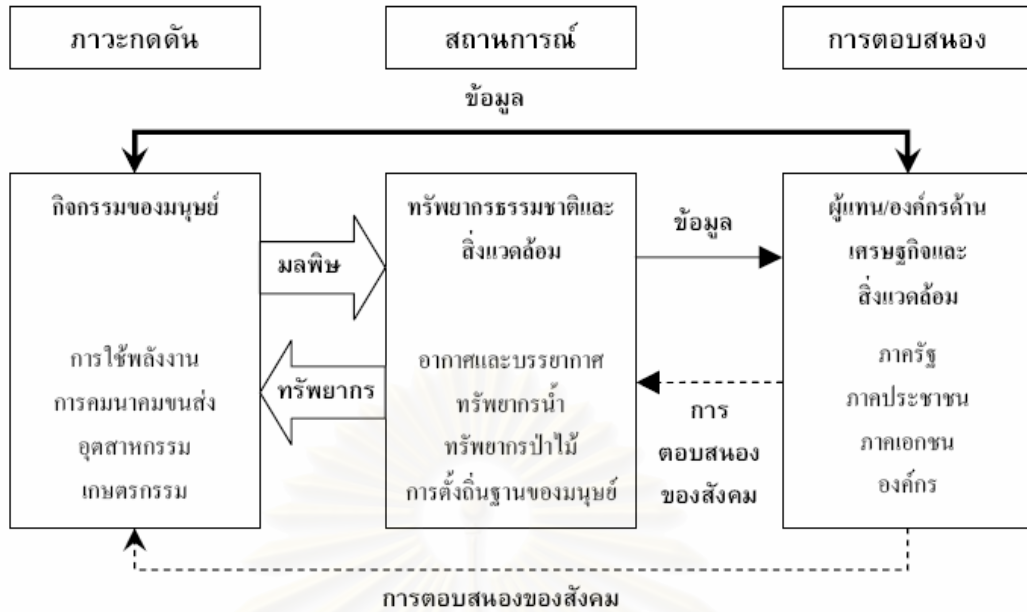 ภาวะกดดัน
สถานการณ์
การตอบสนอง
ข้อมูล
กิจกรรมของมนุษย์
การใช้พลังงาน
การคมนาคมขนส่ง
อุตสาหกรรม
เกษตรกรรม
มลพิษ
ทรัพยากร
ทรัพยากรธรรมชาติและ
สิ่งแวดล้อม
อากาศและบรรยากาศ
ทรัพยากรน้ำ
ทรัพยากรป่าไม้
การตั้งถิ่นฐานของมนุษย์
ข้อมูล
การ
ตอบสนอง
ของสังคม
ผู้แทน/องค์กรด้าน
เศรษฐกิจและ
สิ่งแวดล้อม
ภาครัฐ
ภาคประชาชน
ภาคเอกชน
องค์กร
การตอบสนองของสังคม